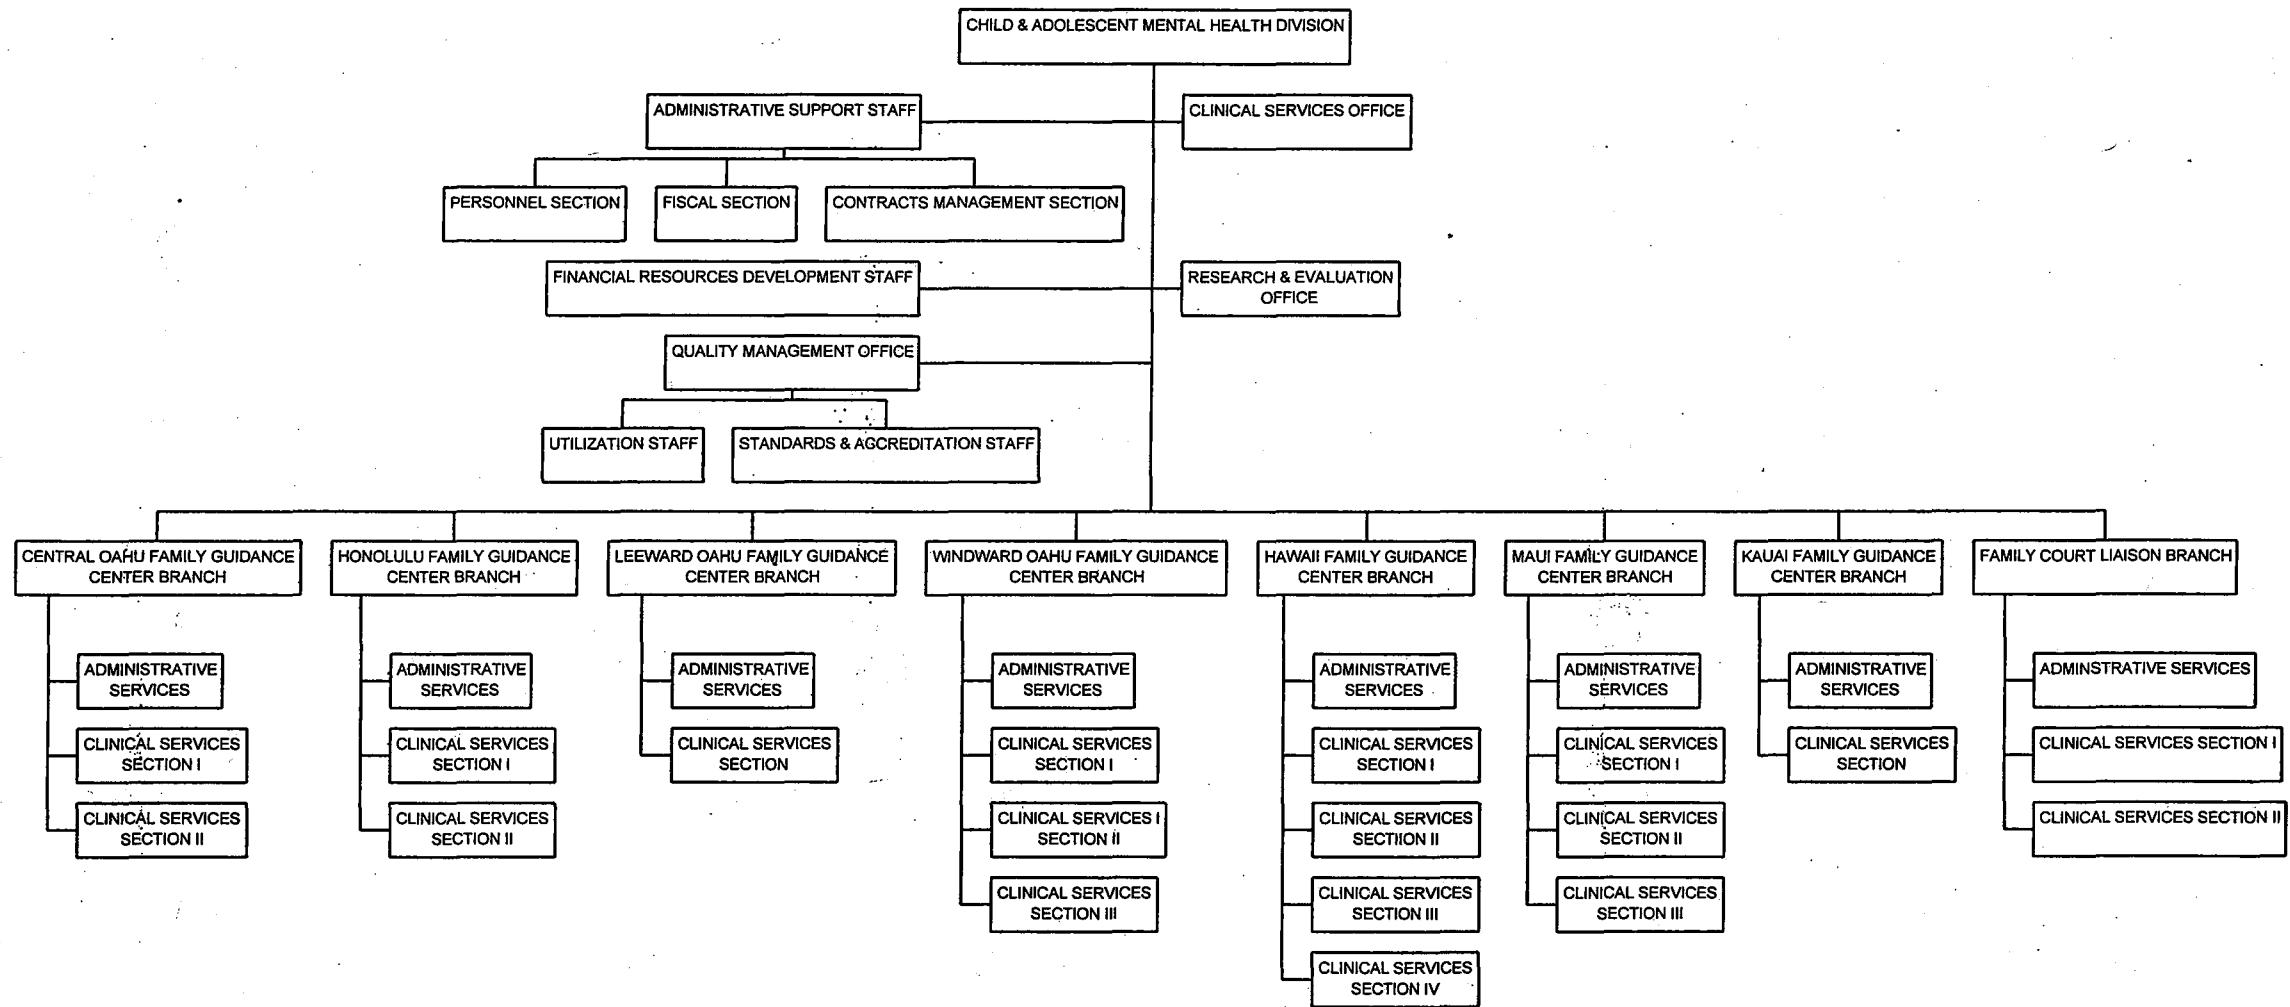 CHILD & ADOLESCENT MENTAL HEALTH DIVISION
ADMINISTRATIVE SUPPORT STAFF
CLINICAL SERVICES OFFICE
PERSONNEL SECTION
FISCAL SECTION
CONTRACTS MANAGEMENT SECTION
FINANCIAL RESOURCES DEVELOPMENT STAFF
RESEARCH & EVALUATION
OFFICE
QUALITY MANAGEMENT OFFICE
UTILIZATION STAFF
STANDARDS & ACCREDITATION STAFF
CENTRAL OAHU FAMILY GUIDANCE
CENTER BRANCH
ADMINISTRATIVE
SERVICES
CLINICAL SERVICES
SECTION I
CLINICAL SERVICES
SECTION II
HONOLULU FAMILY GUIDANCE
CENTER BRANCH
ADMINISTRATIVE
SERVICES
CLINICAL SERVICES
SECTION I
CLINICAL SERVICES
SECTION II
LEEWARD OAHU FAMILY GUIDANCE
CENTER BRANCH
ADMINISTRATIVE
SERVICES
CLINICAL SERVICES
SECTION
WINDWARD OAHU FAMILY GUIDANCE
CENTER BRANCH
ADMINISTRATIVE
SERVICES
CLINICAL SERVICES
SECTION I
CLINICAL SERVICES I
SECTION II
CLINICAL SERVICES
SECTION III
HAWAII FAMILY GUIDANCE
CENTER BRANCH
ADMINISTRATIVE
SERVICES
CLINICAL SERVICES
SECTION I
CLINICAL SERVICES
SECTIION II
CLINICAL SERVICES
SECTION III
CLINICAL SERVICES
SECTION IV
MAUI FAMILY GUIDANCE
CENTER BRANCH
ADMINISTRATIVE
SERVICES
CLINICAL SERVICES
SECTION I
CLINICAL SERVICES
SECTION II
CLINICAL SERVICES
SECTION III
KAUAI FAMILY GUIDANCE
CENTER BRANCH
ADMINISTRATIVE
SERVICES
CLINICAL SERVICES
SECTION
FAMILY COURT LIAISON BRANCH
ADMINSTRATIVE SERVICES
CLINICAL SERVICES SECTION I
CLINICAL SERVICES SECTION II